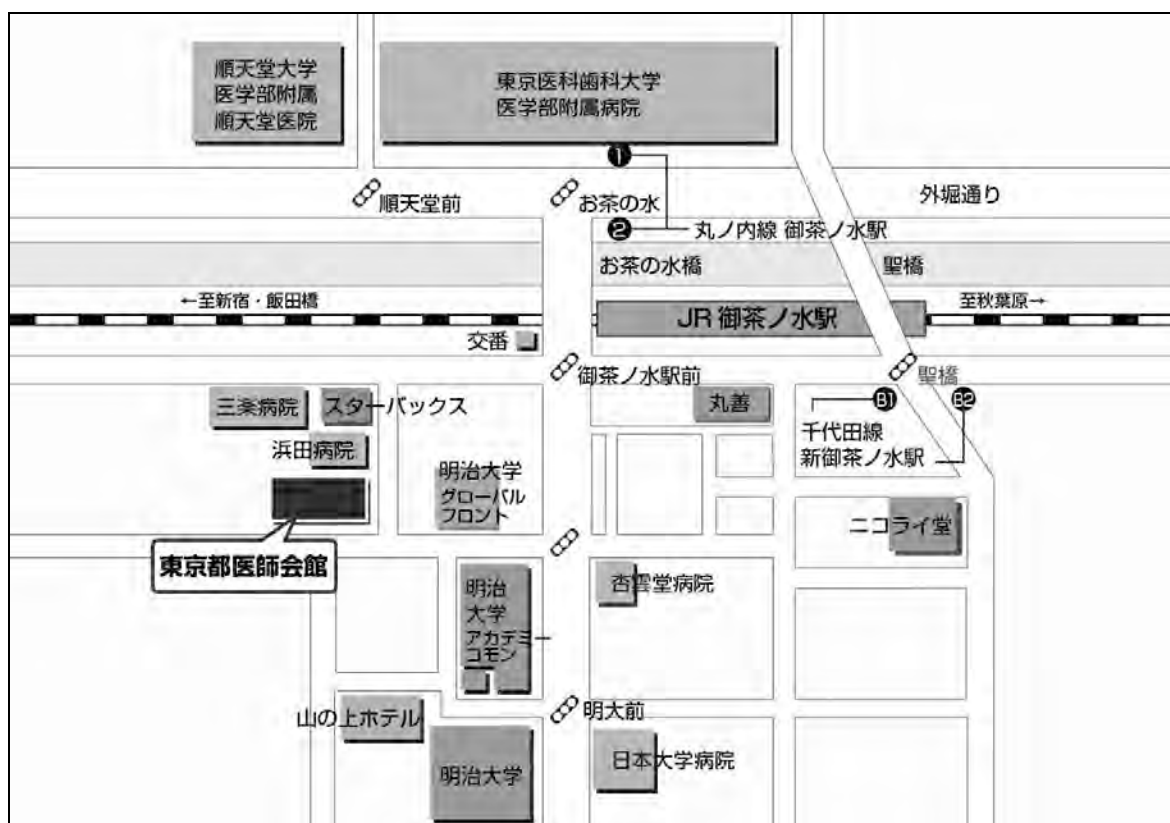 順天堂大学
医学部附属
順天堂医院
東京医科歯科大学
医学部附属病院
1
順天堂前
お茶の水
外堀通り
2
丸ノ内線 御茶ノ水駅
お茶の水橋
聖橋
←至新宿・飯田橋
JR 御茶ノ水駅
至秋葉原→
交番
御茶ノ水駅前
聖橋
三楽病院
スターバックス
丸善
B1
B2
千代田線
新御茶ノ水駅
浜田病院
明治大学
グローバル
フロント
ニコライ堂
東京都医師会館
明治
大学
アカデミー
コモン
杏雲堂病院
山の上ホテル
明大前
明治大学
日本大学病院